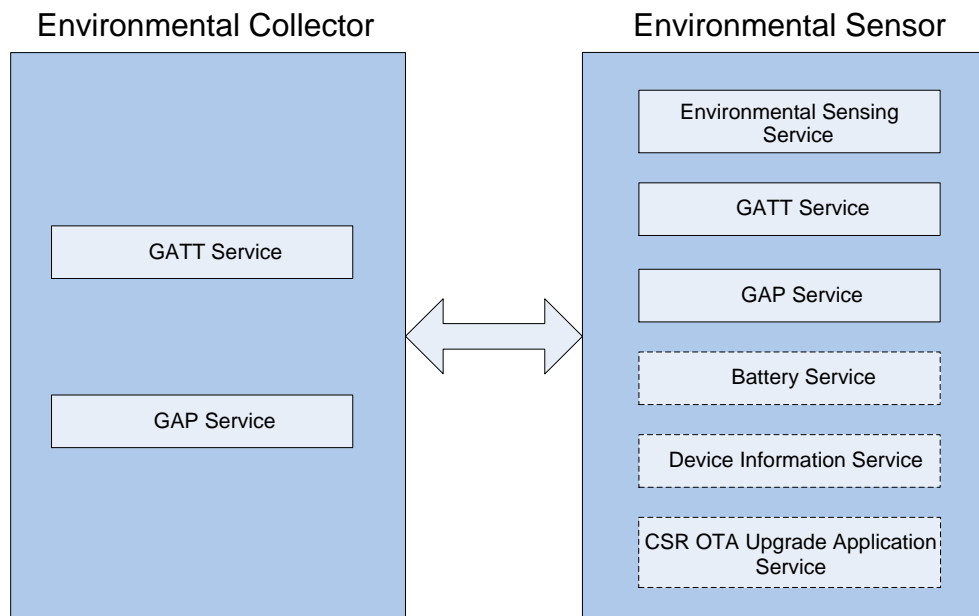 Environmental Collector
Environmental Sensor
GATT Service
GAP Service
Environmental Sensing
Service
GATT Service
GAP Service
Battery Service
Device Information Service
CSR OTA Upgrade Application
Service